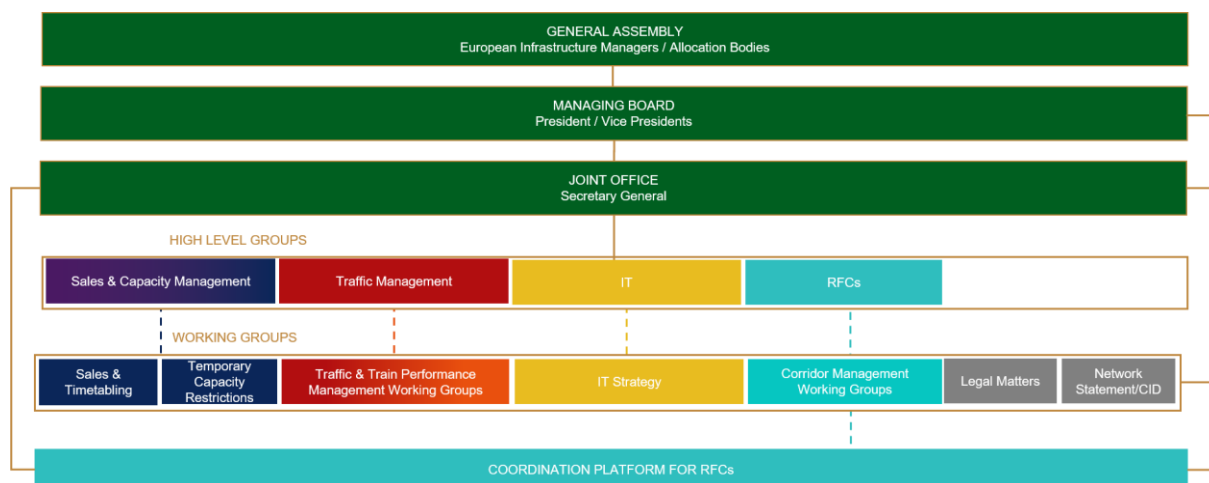 GENERAL ASSEMBLY
European Infrastructure Managers / Allocation Bodies
MANAGING BOARD
President / Vice Presidents
JOINT OFFICE
Secretary General
HIGH LEVEL GROUPS
Sales & Capacity Management
Traffic Management
IT
RFCs
WORKING GROUPS
Sales &
Timetabling
Temporary
Capacity
Restrictions
Traffic & Train Performance
Management Working Groups
IT Strategy
Corridor Management
Working Groups
Legal Matters
Network
Statement/CID
COORDINATION PLATFORM FOR RFCs